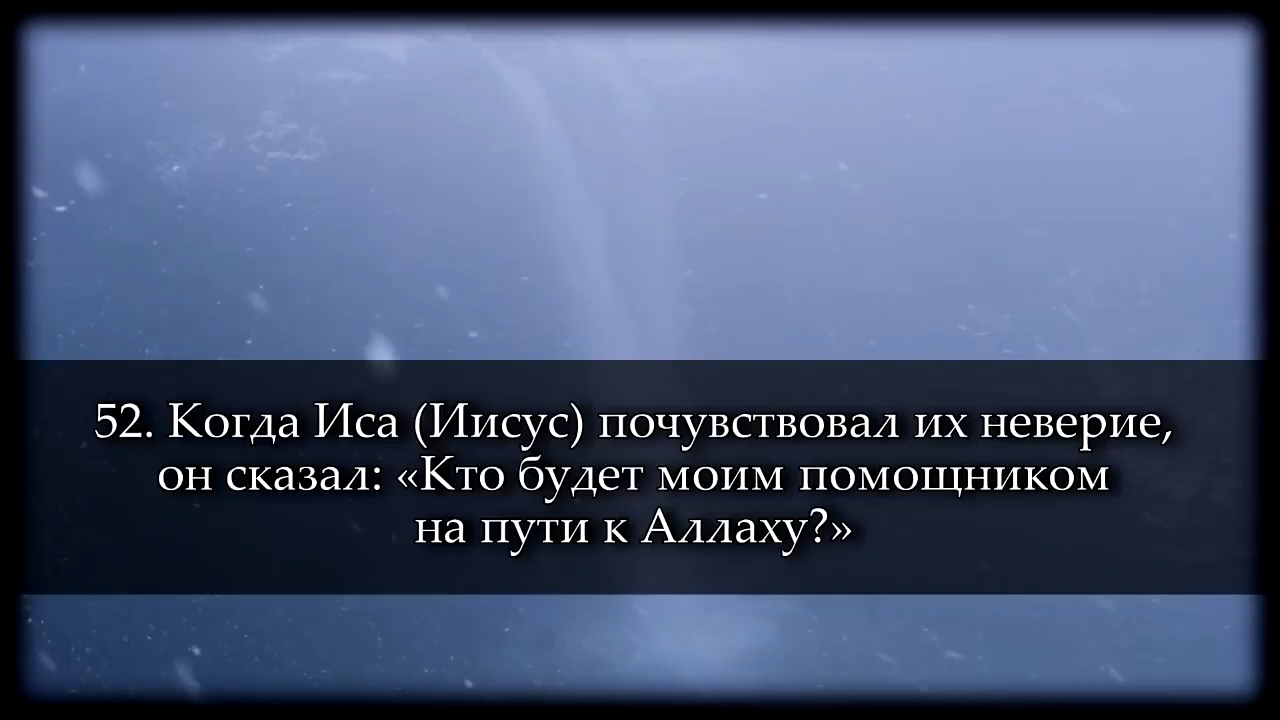 52. Когда Иса (Иисус) почувствовал их неверие,
он сказал: «Кто будет моим помощником
на пути к Аллаху?»